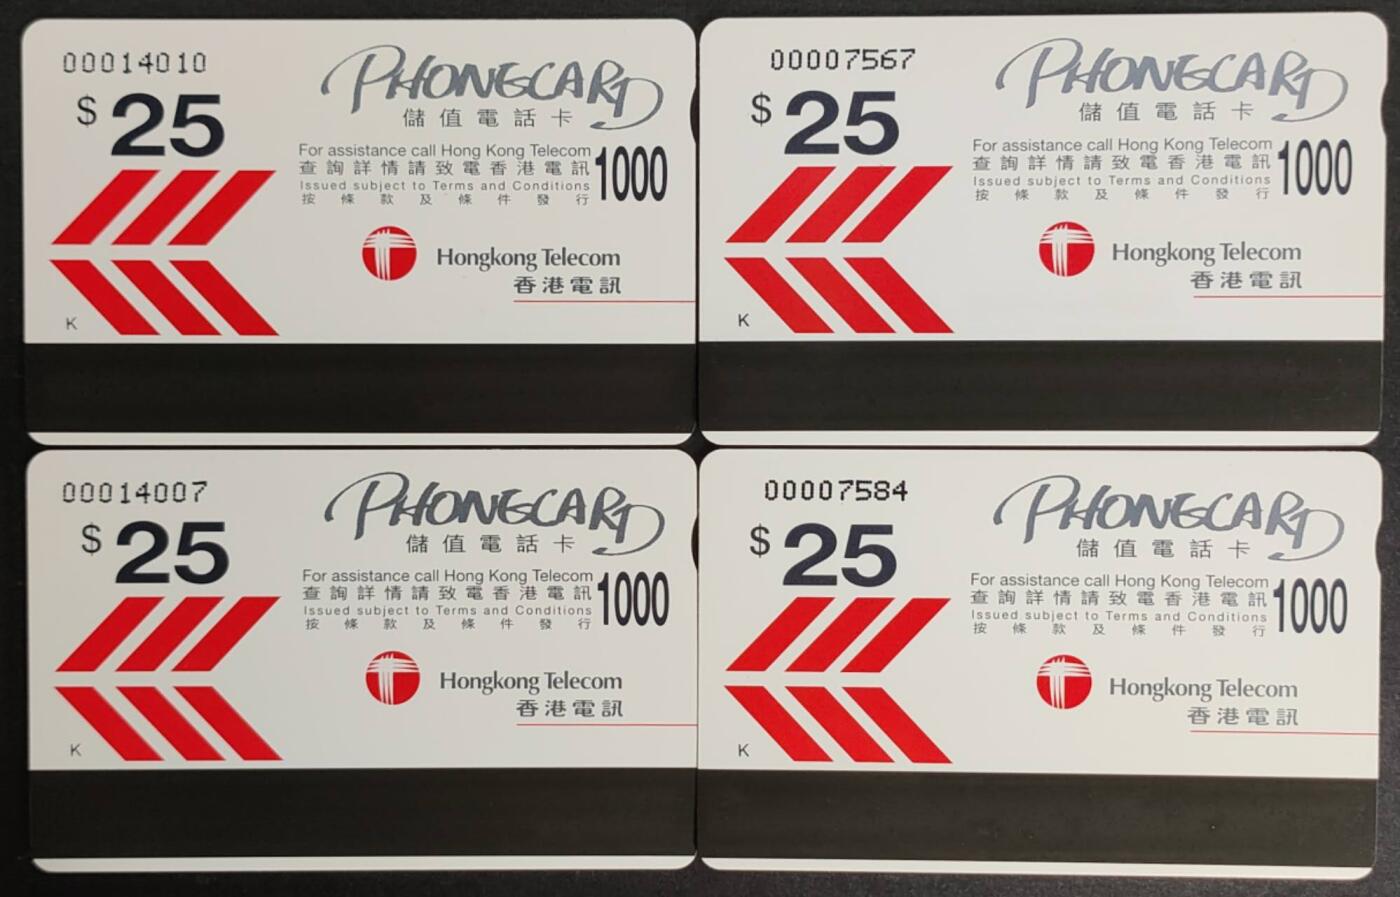 00014010
$ 25
PHONECARD
儲值電話卡
For assistance call Hong Kong Telecom
查詢詳情請致電香港電訊
Issued subject to Terms and Conditions
按條款及條件發行
1000
Hongkong Telecom
香港電訊
K
00007567
$ 25
PHONECARD
儲值電話卡
For assistance call Hong Kong Telecom
查詢詳情請致電香港電訊
Issued subject to Terms and Conditions
按條款及條件發行
1000
Hongkong Telecom
香港電訊
K
00014007
$ 25
PHONECARD
儲值電話卡
For assistance call Hong Kong Telecom
查詢詳情請致電香港電訊
Issued subject to Terms and Conditions
按條款及條件發行
1000
Hongkong Telecom
香港電訊
K
00007584
$ 25
PHONECARD
儲值電話卡
For assistance call Hong Kong Telecom
查詢詳情請致電香港電訊
Issued subject to Terms and Conditions
按條款及條件發行
1000
Hongkong Telecom
香港電訊
K